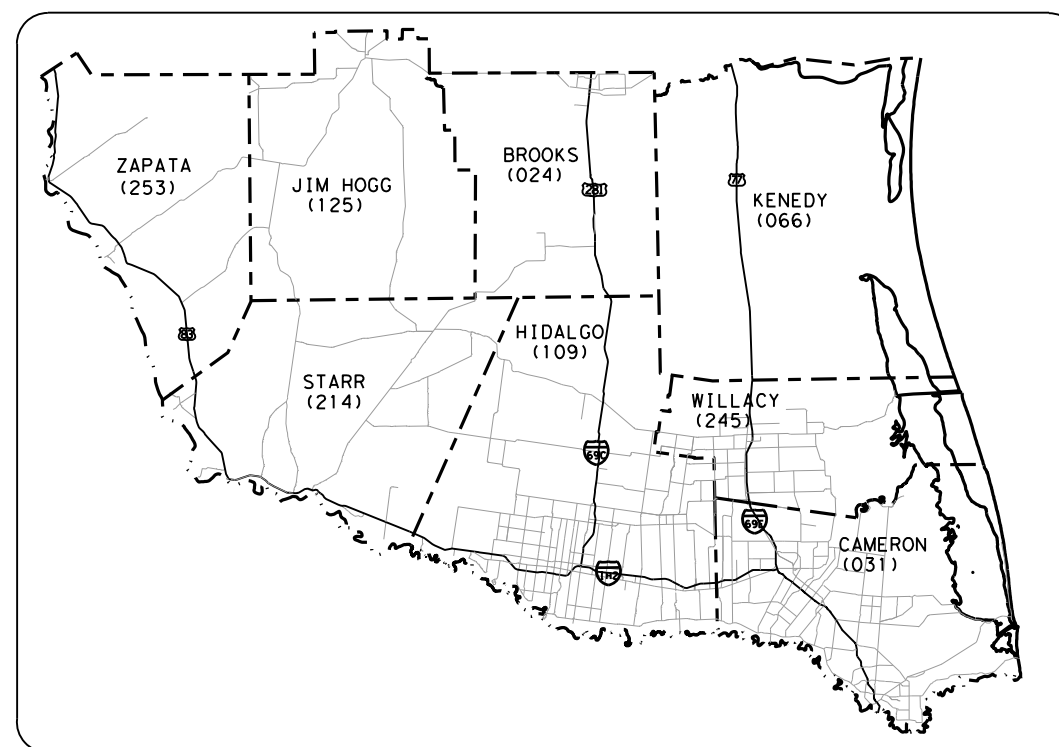 ZAPATA
(253)
JIM HOGG
(125)
BROOKS
(024)
281
77
KENEDY
(066)
83
HIDALGO
(109)
STARR
(214)
WILLACY
(245)
69C
69E
CAMERON
(031)
IH2